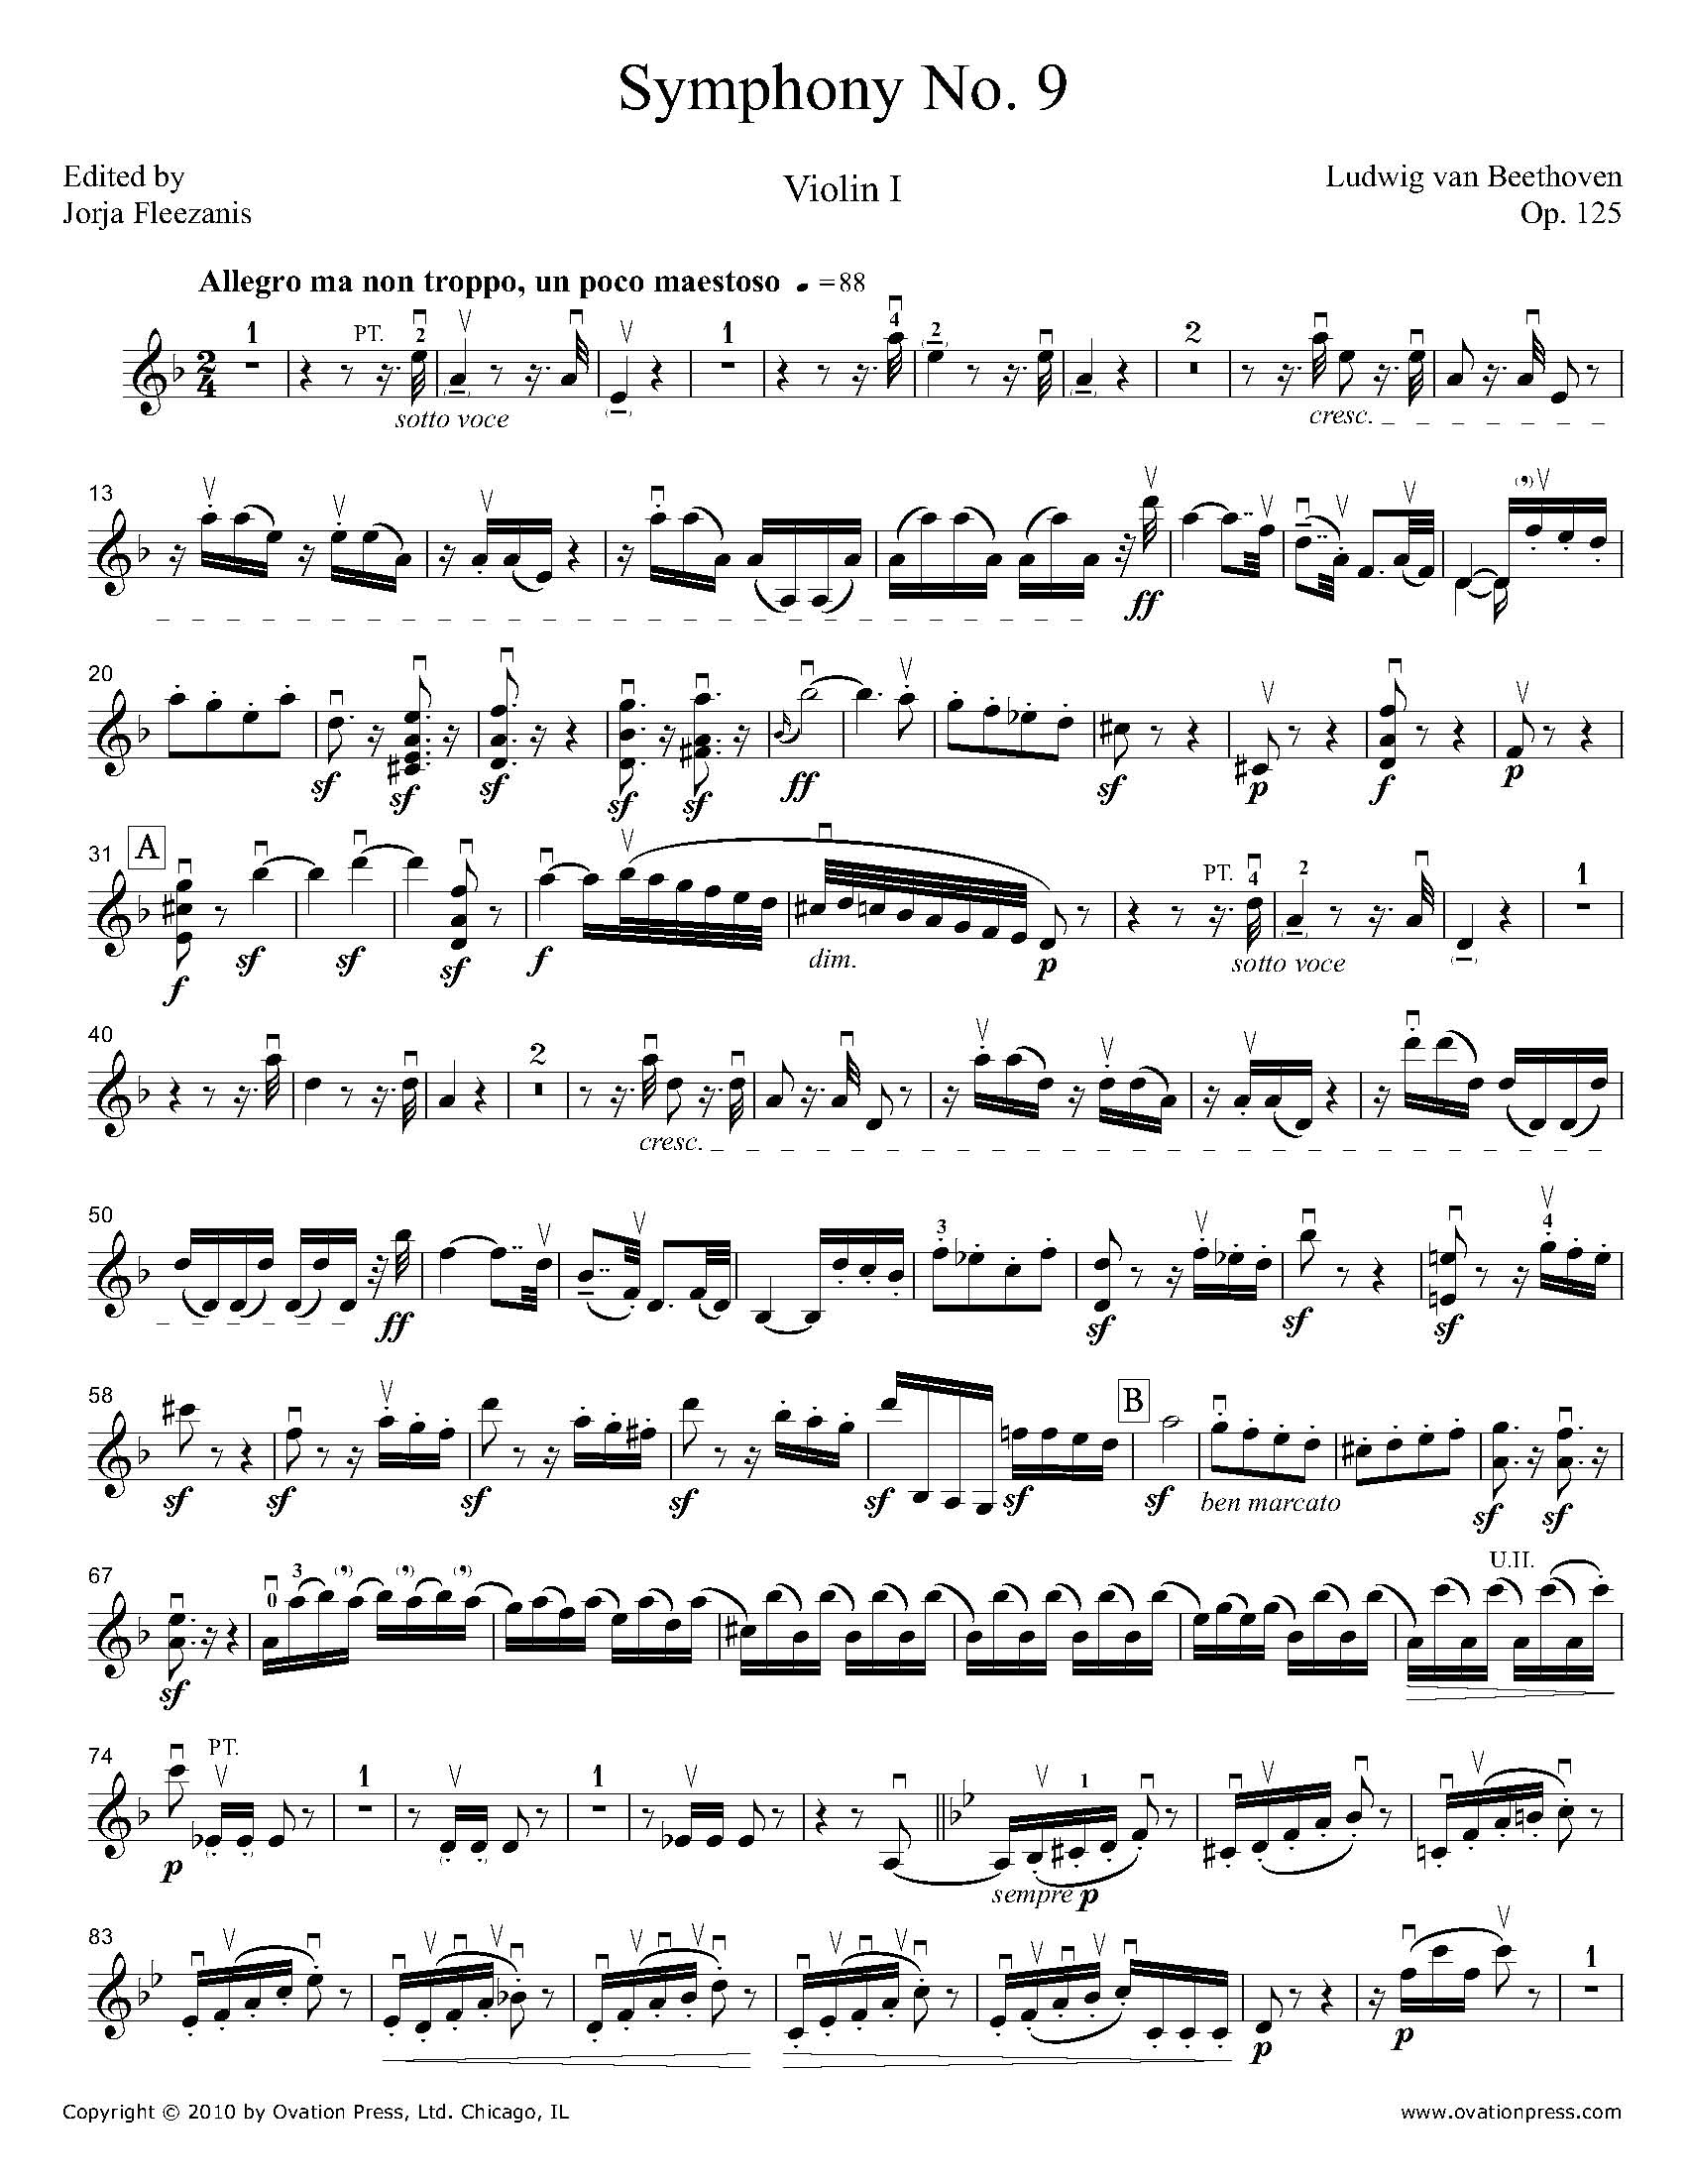 Symphony No. 9
Edited by
Jorja Fleezanis
Violin I
Ludwig van Beethoven
Op. 125
Allegro ma non troppo, un poco maestoso = 88
1 PT. 2 1 4 2 2
sotto voce cresc.
13 (,)
ff
20
sf sf sf sf sf ff sf p f p
31 A PT. 4 2 1
f sf sf sf f dim. p sotto voce
40 2
cresc.
50 3 4
ff sf sf sf
58 B
sf sf sf sf sf sf sf ben marcato sf sf
67 0 3 (,) (,) (,) U.II.
sf
74 PT. 1 1 1
p sempre p
83 1
p p
Copyright © 2010 by Ovation Press, Ltd. Chicago, IL
www.ovationpress.com